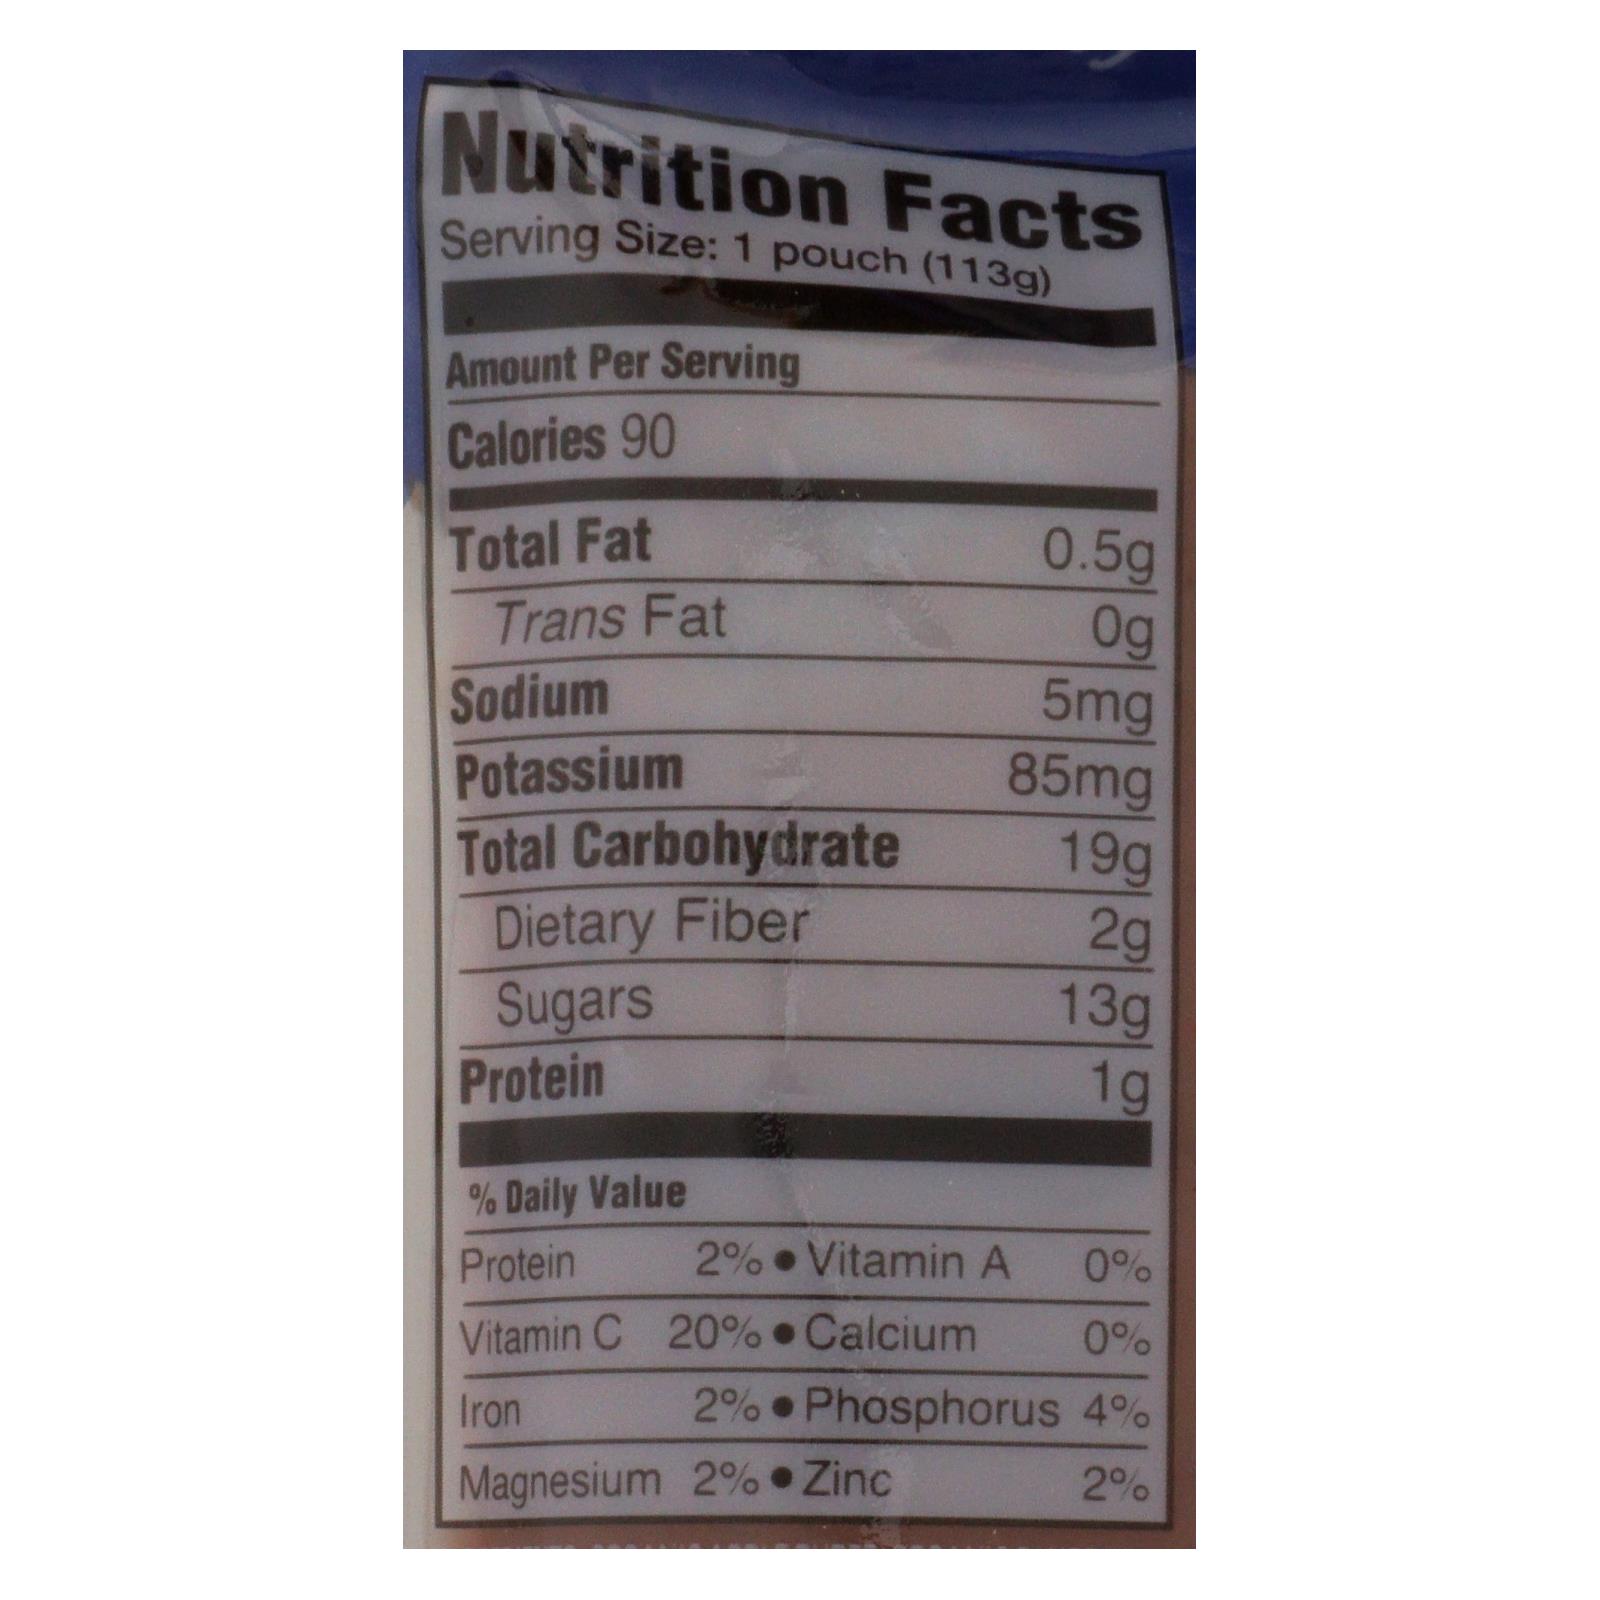 Nutrition Facts
Serving Size: 1 pouch (113g)
Amount Per Serving
Calories 90
Total Fat 0.5g
Trans Fat 0g
Sodium 5mg
Potassium 85mg
Total Carbohydrate 19g
Dietary Fiber 2g
Sugars 13g
Protein 1g
% Daily Value
Protein 2% • Vitamin A 0%
Vitamin C 20% • Calcium 0%
Iron 2% • Phosphorus 4%
Magnesium 2% • Zinc 2%